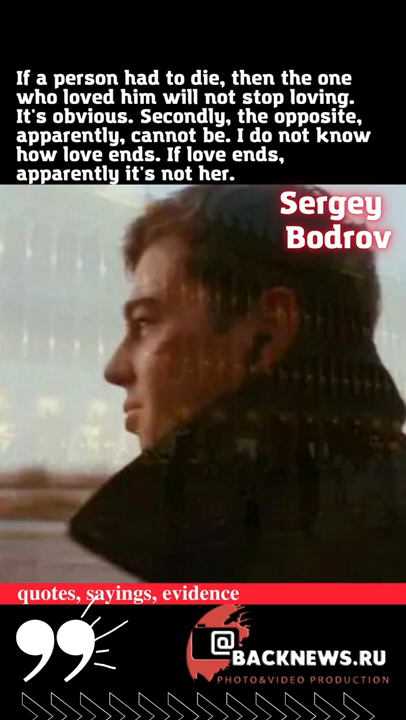 If a person had to die, then the one
who loved him will not stop loving.
It's obvious. Secondly, the opposite,
apparently, cannot be. I do not know
how love ends. If love ends,
apparently it's not her.
Sergey
Bodrov
quotes, sayings, evidence
@BACKNEWS.RU
PHOTO&VIDEO PRODUCTION